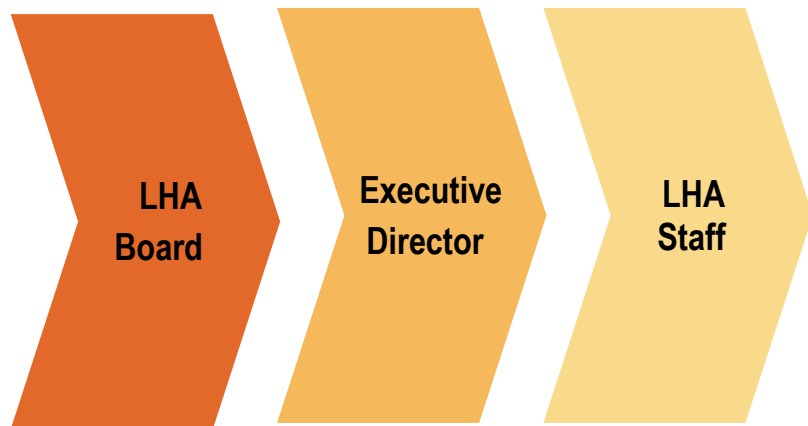 LHA
Board
Executive
Director
LHA
Staff